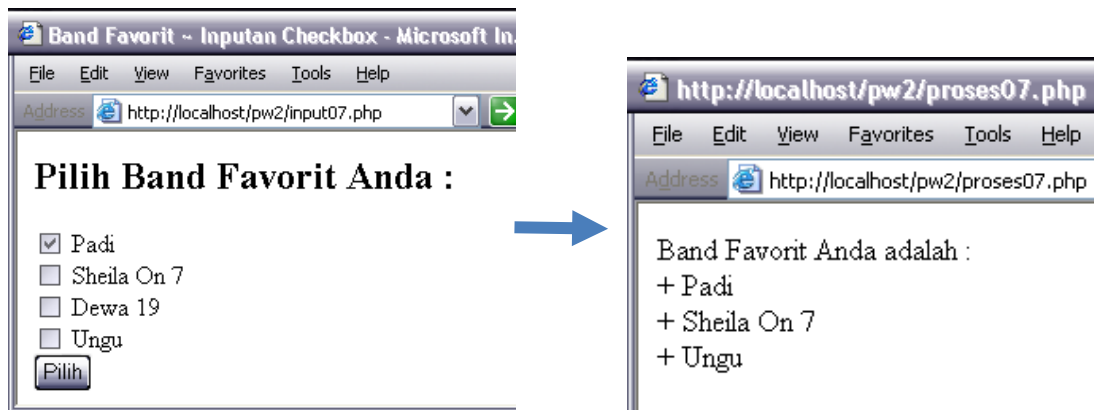 Band Favorit ~ Inputan Checkbox - Microsoft In.
File Edit View Favorites Tools Help
Address http://localhost/pw2/input07.php
Pilih Band Favorit Anda :
Padi
Sheila On 7
Dewa 19
Ungu
Pilih
http://localhost/pw2/proses07.php
File Edit View Favorites Tools Help
Address http://localhost/pw2/proses07.php
Band Favorit Anda adalah :
+ Padi
+ Sheila On 7
+ Ungu